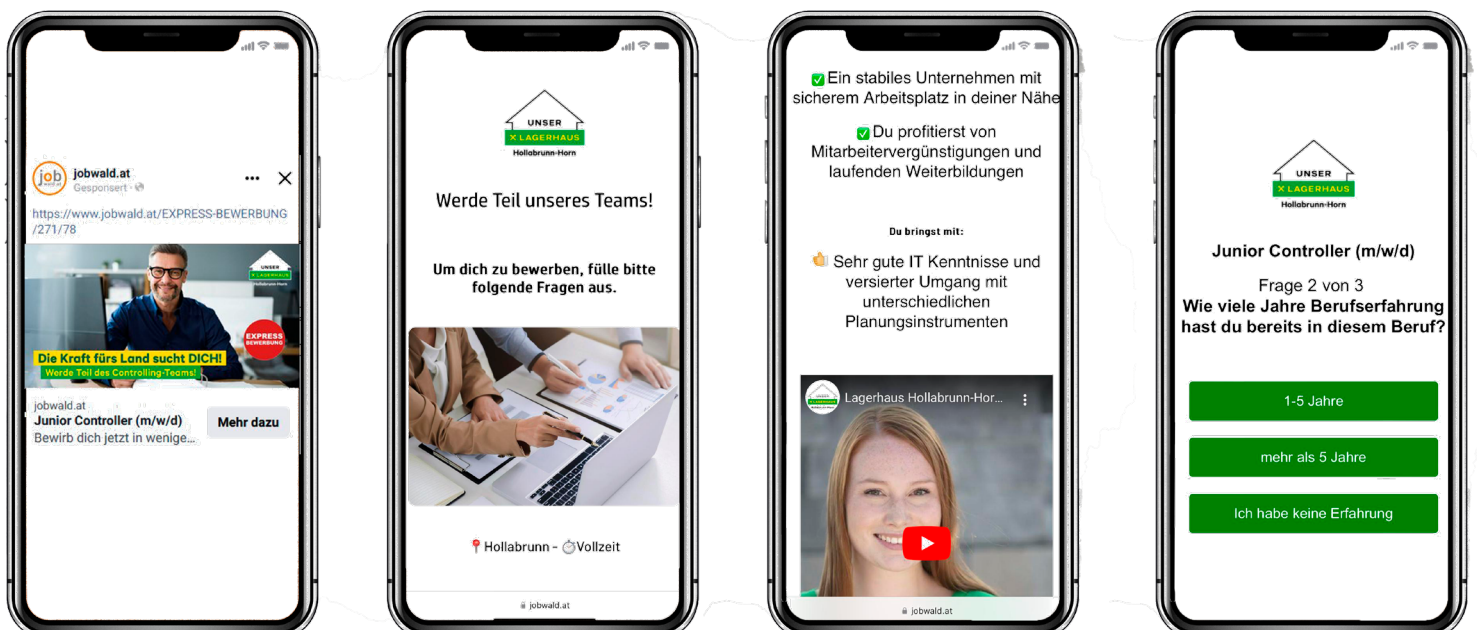 job
wald.at
jobwald.at
Gesponsert ·
https://www.jobwald.at/EXPRESS-BEWERBUNG
/271/78
UNSER
LAGERHAUS
Hollabrunn-Horn
EXPRESS
BEWERBUNG
Die Kraft fürs Land sucht DICH!
Werde Teil des Controlling-Teams!
jobwald.at
Junior Controller (m/w/d)
Bewirb dich jetzt in wenige...
Mehr dazu
UNSER
LAGERHAUS
Hollabrunn-Horn
Werde Teil unseres Teams!
Um dich zu bewerben, fülle bitte
folgende Fragen aus.
📍Hollabrunn - ⏱Vollzeit
jobwald.at
✅Ein stabiles Unternehmen mit
sicherem Arbeitsplatz in deiner Nähe
✅Du profitierst von
Mitarbeitervergünstigungen und
laufenden Weiterbildungen
Du bringst mit:
👍 Sehr gute IT Kenntnisse und
versierter Umgang mit
unterschiedlichen
Planungsinstrumenten
Lagerhaus Hollabrunn-Hor...
jobwald.at
UNSER
LAGERHAUS
Hollabrunn-Horn
Junior Controller (m/w/d)
Frage 2 von 3
Wie viele Jahre Berufserfahrung
hast du bereits in diesem Beruf?
1-5 Jahre
mehr als 5 Jahre
Ich habe keine Erfahrung